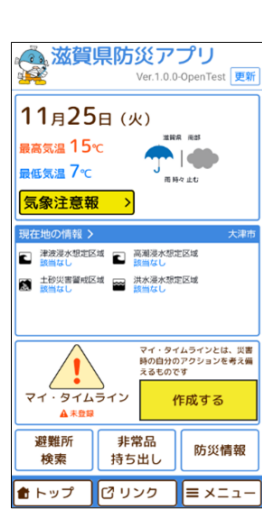 滋賀県防災アプリ
Ver.1.0.0-OpenTest 更新
11月25日（火）
最高気温 15℃
最低気温 7℃
滋賀県 南部
雨 時々 止む
気象注意報 >
現在地の情報 > 大津市
津波浸水想定区域 該当なし
高潮浸水想定区域 該当なし
土砂災害警戒区域 該当なし
洪水浸水想定区域 該当なし
マイ・タイムライン
未登録
マイ・タイムラインとは、災害
時の自分のアクションを考え備
えるものです
作成する
避難所
検索
非常品
持ち出し
防災情報
トップ リンク メニュー